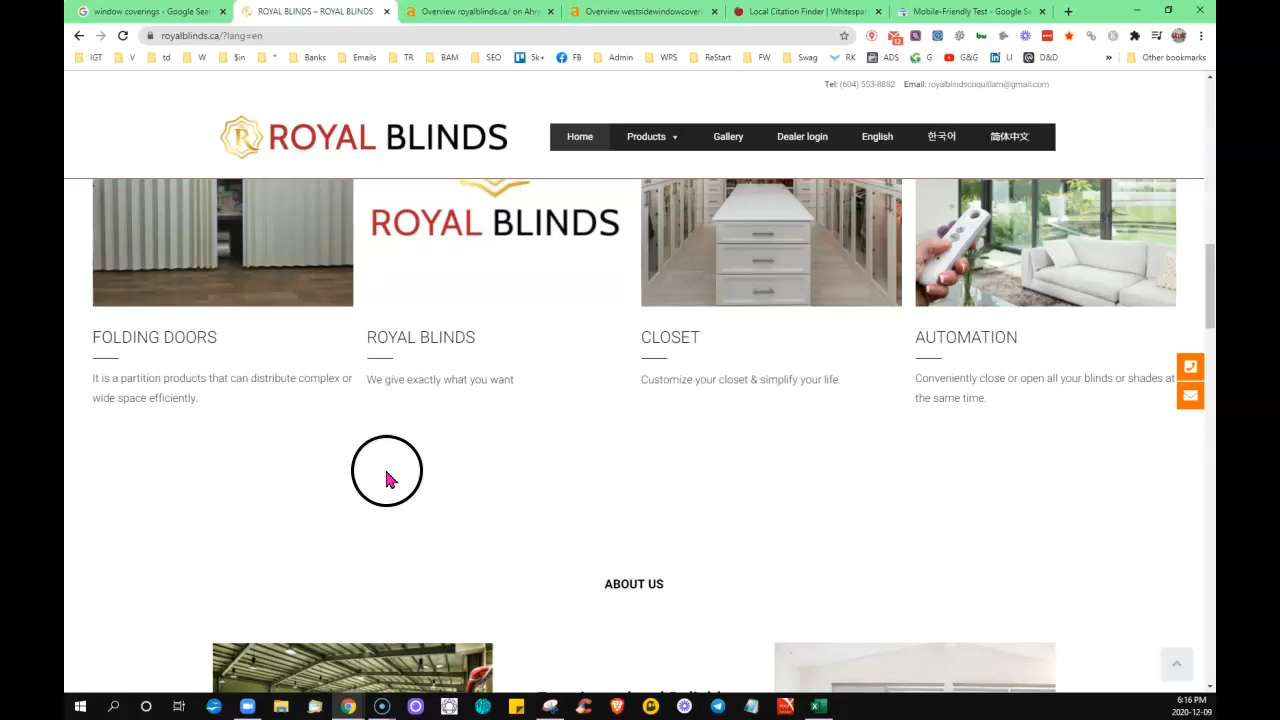 window coverings - Google Sear
ROYAL BLINDS – ROYAL BLINDS
Overview royalblinds.ca/ on Ahre
Overview westsidewindowcover
Local Citation Finder | Whitespar
Mobile-Friendly Test - Google Se
royalblinds.ca/?lang=en
12
IGT
V
td
W
$in
*
Banks
Emails
TR
BAM
SEO
5k+
FB
Admin
WPS
ReStart
FW
Swag
RK
ADS
G
G&G
LI
D&D
»
Other bookmarks
Tel: (604) 553-8882 Email: royalblindscoquitlam@gmail.com
R ROYAL BLINDS
Home
Products
Gallery
Dealer login
English
한국어
简体中文
ROYAL BLINDS
FOLDING DOORS
It is a partition products that can distribute complex or
wide space efficiently.
ROYAL BLINDS
We give exactly what you want
CLOSET
Customize your closet & simplify your life.
AUTOMATION
Conveniently close or open all your blinds or shades at
the same time.
ABOUT US
6:16 PM
2020-12-09